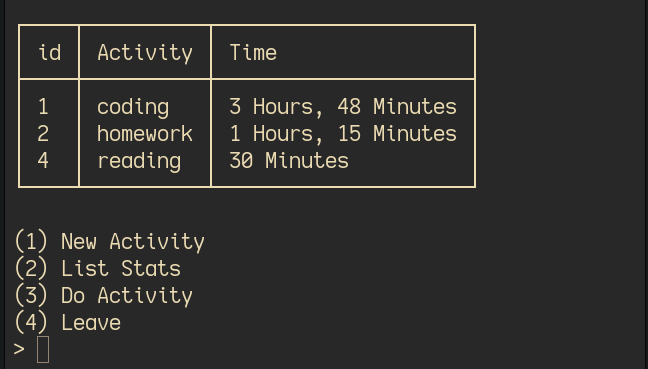 id Activity Time
1 coding 3 Hours, 48 Minutes
2 homework 1 Hours, 15 Minutes
4 reading 30 Minutes
(1) New Activity
(2) List Stats
(3) Do Activity
(4) Leave
>